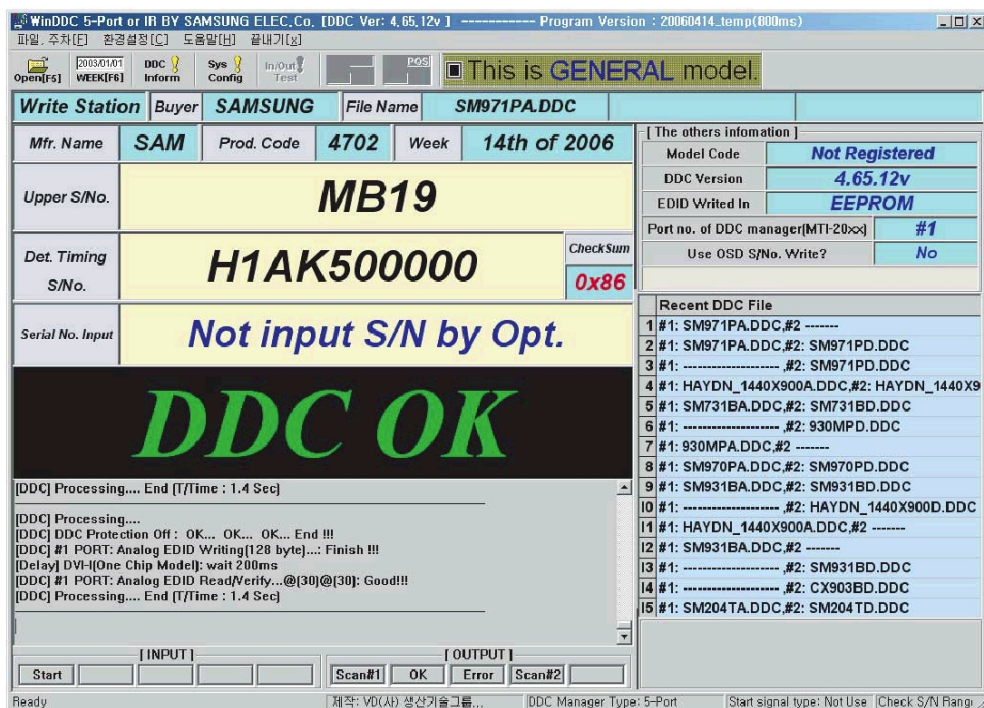 WinDDC 5-Port or IR BY SAMSUNG ELEC.Co. [DDC Ver: 4.65.12v ] ----------- Program Version : 20060414_temp(800ms)
파일.주차[F] 환경설정[C] 도움말[H] 끝내기[x]
Open[F5]
2003/01/01
WEEK[F6]
DDC
Inform
Sys
Config
In/Out
Test
POS
This is GENERAL model.
Write Station Buyer SAMSUNG File Name SM971PA.DDC
Mfr. Name SAM Prod. Code 4702 Week 14th of 2006
Upper S/No. MB19
Det. Timing
S/No.
H1AK500000
CheckSum
0x86
Serial No. Input Not input S/N by Opt.
DDC OK
[DDC] Processing.... End (T/Time : 1.4 Sec)
[DDC] Processing....
[DDC] DDC Protection Off : OK... OK... OK... End !!!
[DDC] #1 PORT: Analog EDID Writing(128 byte)...: Finish !!!
[Delay] DVI-I(One Chip Model): wait 200ms
[DDC] #1 PORT: Analog EDID Read/Verify...@(30)@(30): Good!!!
[DDC] Processing.... End (T/Time : 1.4 Sec)
[ INPUT ]
Start
[ OUTPUT ]
Scan#1 OK Error Scan#2
[ The others infomation ]
Model Code Not Registered
DDC Version 4.65.12v
EDID Writed In EEPROM
Port no. of DDC manager(MTI-20xx) #1
Use OSD S/No. Write? No
Recent DDC File
1 #1: SM971PA.DDC,#2 -------
2 #1: SM971PA.DDC,#2: SM971PD.DDC
3 #1: -------------------- ,#2: SM971PD.DDC
4 #1: HAYDN_1440X900A.DDC,#2: HAYDN_1440X9
5 #1: SM731BA.DDC,#2: SM731BD.DDC
6 #1: -------------------- ,#2: 930MPD.DDC
7 #1: 930MPA.DDC,#2 -------
8 #1: SM970PA.DDC,#2: SM970PD.DDC
9 #1: SM931BA.DDC,#2: SM931BD.DDC
10 #1: -------------------- ,#2: HAYDN_1440X900D.DDC
11 #1: HAYDN_1440X900A.DDC,#2 -------
12 #1: SM931BA.DDC,#2 -------
13 #1: -------------------- ,#2: SM931BD.DDC
14 #1: -------------------- ,#2: CX903BD.DDC
15 #1: SM204TA.DDC,#2: SM204TD.DDC
Ready 제작: VD(사) 생산기술그룹... DDC Manager Type: 5-Port Start signal type: Not Use Check S/N Rang